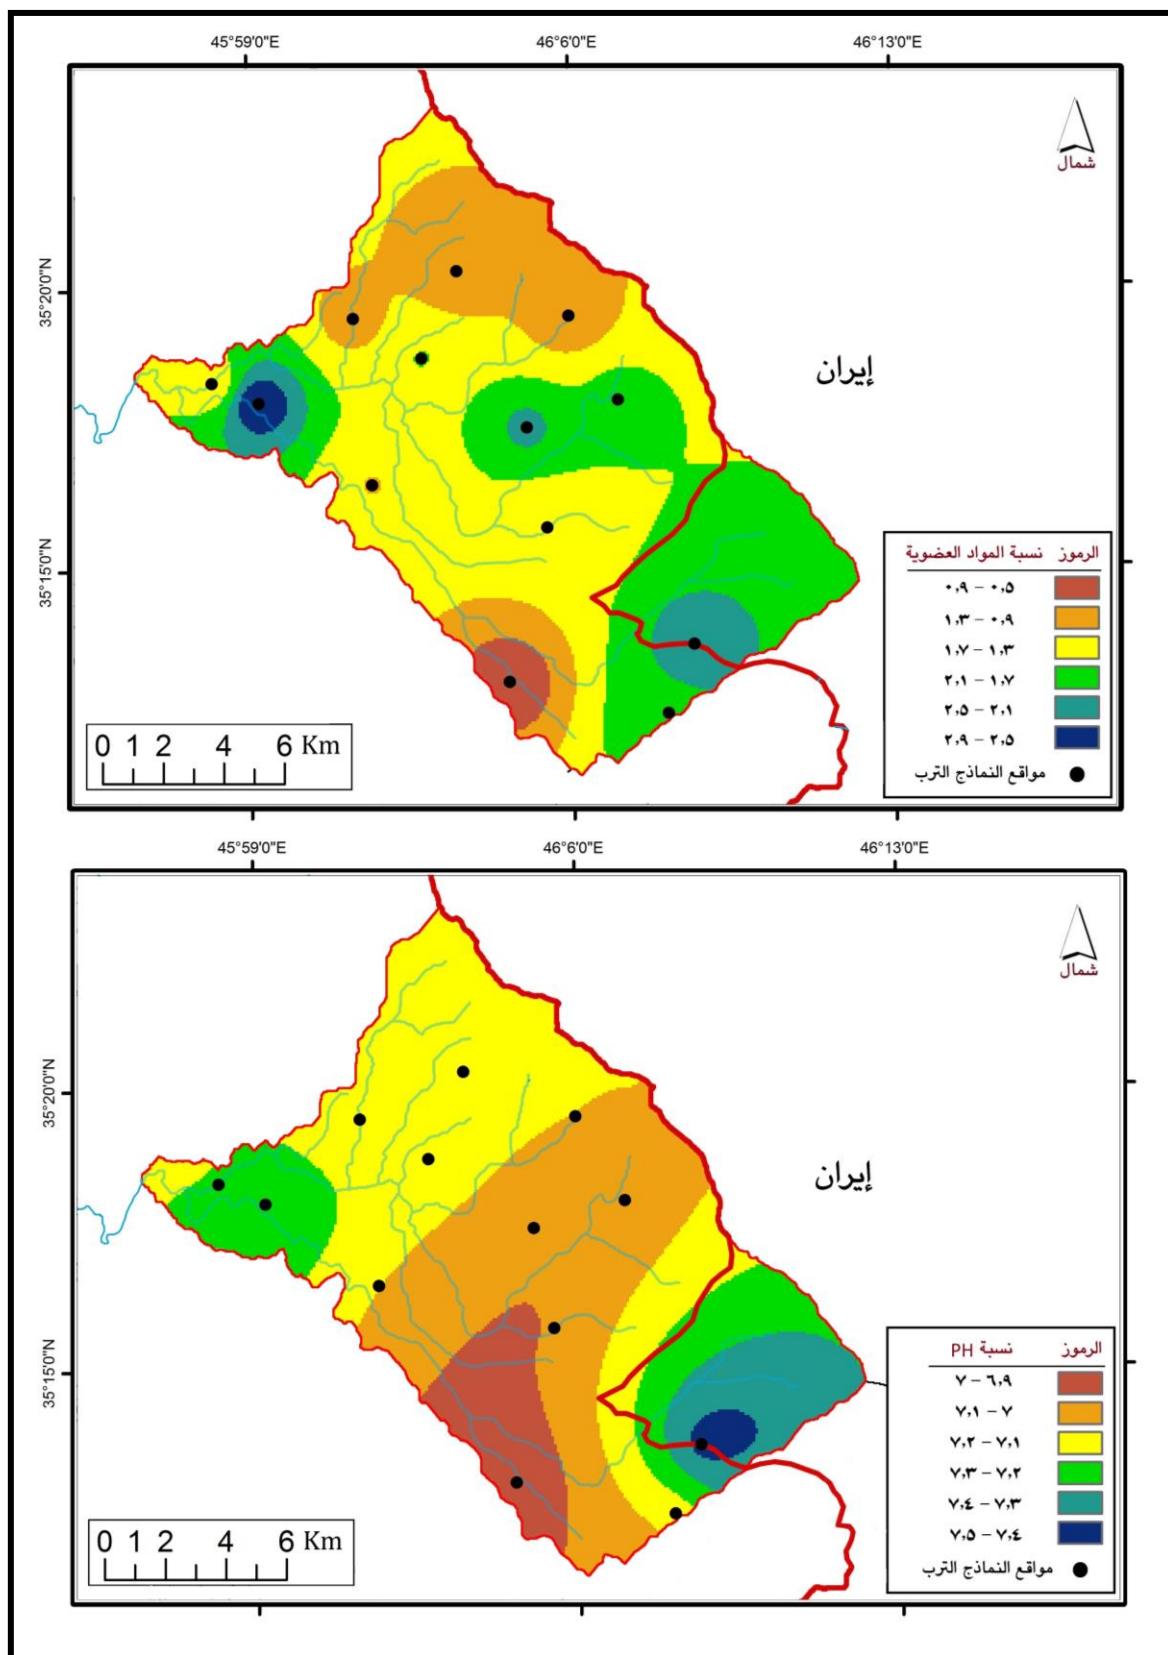 45°59'0"E 46°6'0"E 46°13'0"E
شمال
35°20'0"N
إيران
35°15'0"N
الرموز نسبة المواد العضوية
٠,٥ – ٠,٩
٠,٩ – ١,٣
١,٣ – ١,٧
١,٧ – ٢,١
٢,١ – ٢,٥
٢,٥ – ٢,٩
مواقع النماذج الترب
0 1 2 4 6 Km
45°59'0"E 46°6'0"E 46°13'0"E
شمال
35°20'0"N
إيران
35°15'0"N
الرموز نسبة PH
٦,٩ – ٧
٧ – ٧,١
٧,١ – ٧,٢
٧,٢ – ٧,٣
٧,٣ – ٧,٤
٧,٤ – ٧,٥
مواقع النماذج الترب
0 1 2 4 6 Km